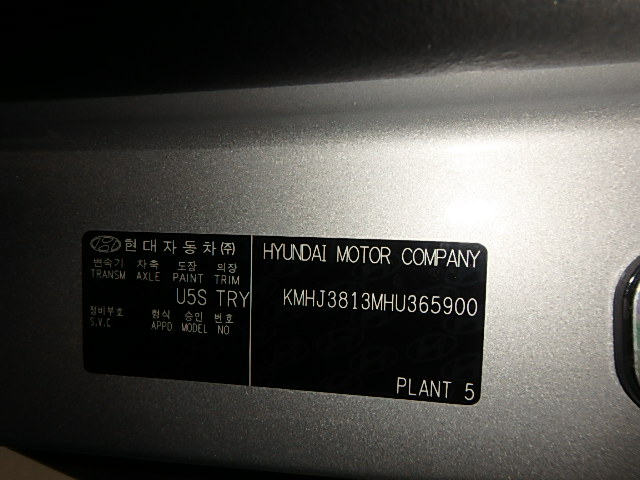 현대자동차(주)
변속기 차축 도장 의장
TRANSM AXLE PAINT TRIM
U5S TRY
정비부호 형식 승인 번호
S.V.C APPD MODEL NO
HYUNDAI MOTOR COMPANY
KMHJ3813MHU365900
PLANT 5